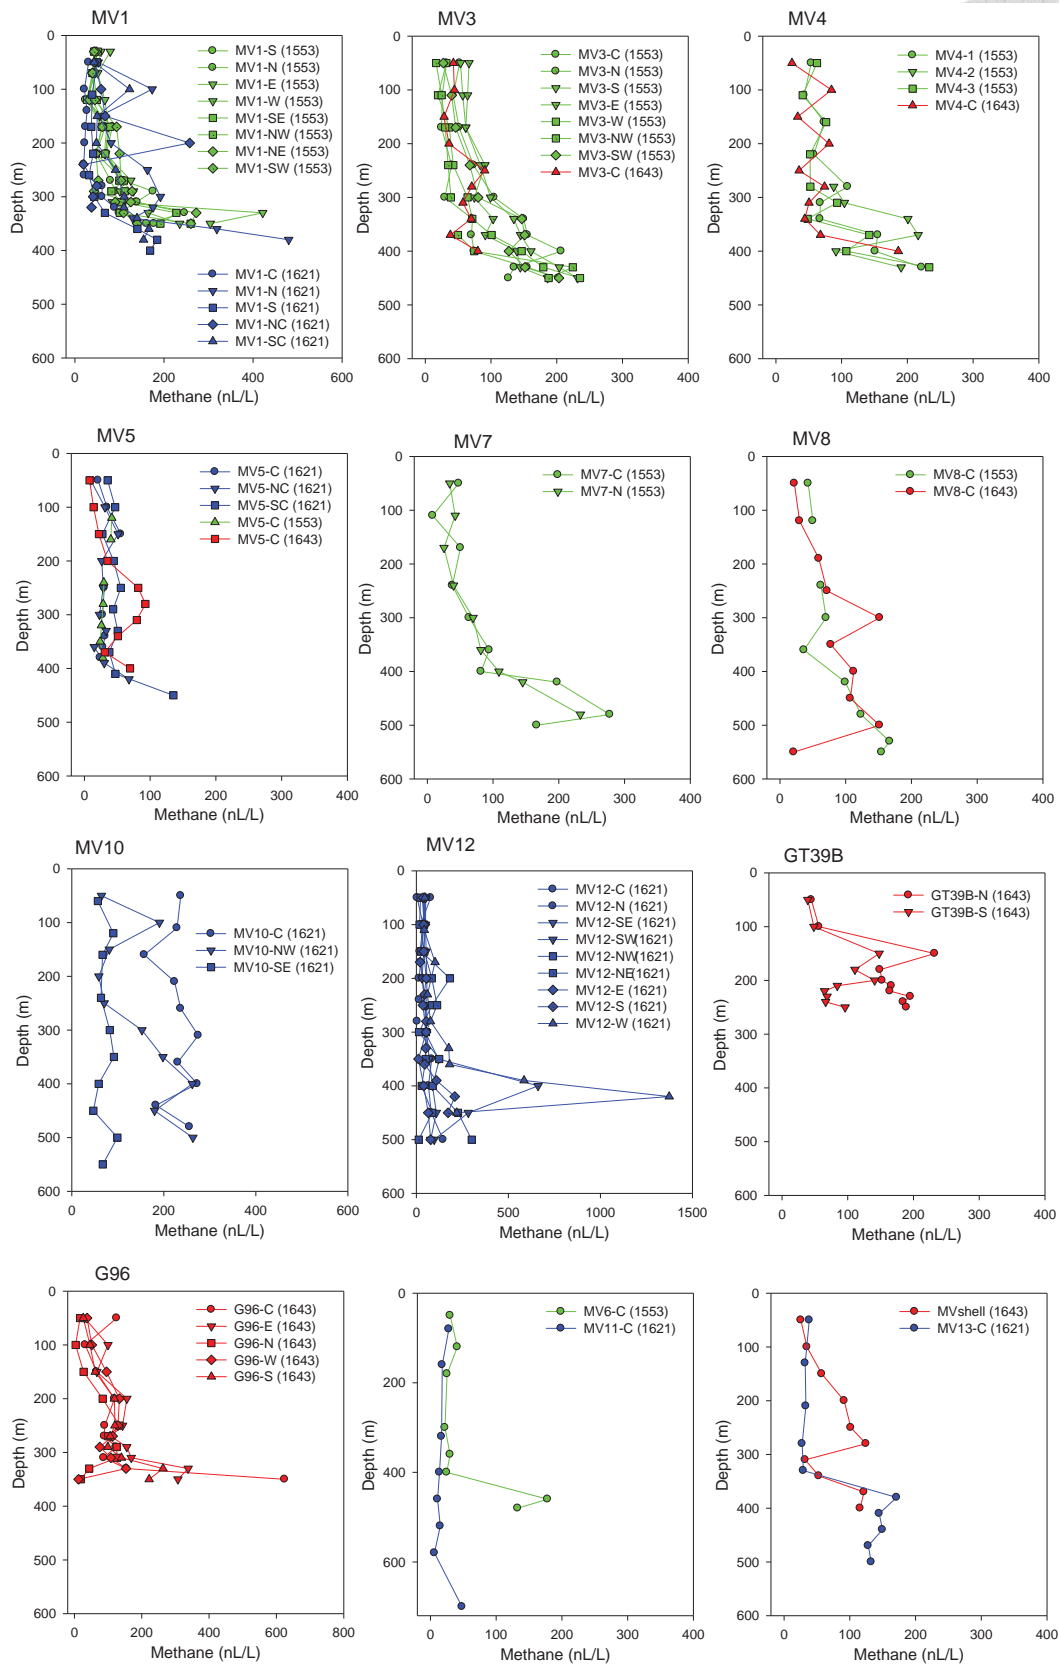 MV1
0
100
200
300
400
500
600
Depth (m)
0
200
400
600
Methane (nL/L)
MV1-S (1553)
MV1-N (1553)
MV1-E (1553)
MV1-W (1553)
MV1-SE (1553)
MV1-NW (1553)
MV1-NE (1553)
MV1-SW (1553)
MV1-C (1621)
MV1-N (1621)
MV1-S (1621)
MV1-NC (1621)
MV1-SC (1621)
MV3
0
100
200
300
400
500
600
Depth (m)
0
100
200
300
400
Methane (nL/L)
MV3-C (1553)
MV3-N (1553)
MV3-S (1553)
MV3-E (1553)
MV3-W (1553)
MV3-NW (1553)
MV3-SW (1553)
MV3-C (1643)
MV4
0
100
200
300
400
500
600
Depth (m)
0
100
200
300
400
Methane (nL/L)
MV4-1 (1553)
MV4-2 (1553)
MV4-3 (1553)
MV4-C (1643)
MV5
0
100
200
300
400
500
600
Depth (m)
0
100
200
300
400
Methane (nL/L)
MV5-C (1621)
MV5-NC (1621)
MV5-SC (1621)
MV5-C (1553)
MV5-C (1643)
MV7
0
100
200
300
400
500
600
Depth (m)
0
100
200
300
400
Methane (nL/L)
MV7-C (1553)
MV7-N (1553)
MV8
0
100
200
300
400
500
600
Depth (m)
0
100
200
300
400
Methane (nL/L)
MV8-C (1553)
MV8-C (1643)
MV10
0
100
200
300
400
500
600
Depth (m)
0
200
400
600
Methane (nL/L)
MV10-C (1621)
MV10-NW (1621)
MV10-SE (1621)
MV12
0
100
200
300
400
500
600
Depth (m)
0
500
1000
1500
Methane (nL/L)
MV12-C (1621)
MV12-N (1621)
MV12-SE (1621)
MV12-SW(1621)
MV12-NW(1621)
MV12-NE(1621)
MV12-E (1621)
MV12-S (1621)
MV12-W (1621)
GT39B
0
100
200
300
400
500
600
Depth (m)
0
100
200
300
400
Methane (nL/L)
GT39B-N (1643)
GT39B-S (1643)
G96
0
100
200
300
400
500
600
Depth (m)
0
200
400
600
800
Methane (nL/L)
G96-C (1643)
G96-E (1643)
G96-N (1643)
G96-W (1643)
G96-S (1643)
0
200
400
600
Depth (m)
0
100
200
300
400
Methane (nL/L)
MV6-C (1553)
MV11-C (1621)
0
100
200
300
400
500
600
Depth (m)
0
100
200
300
400
Methane (nL/L)
MVshell (1643)
MV13-C (1621)